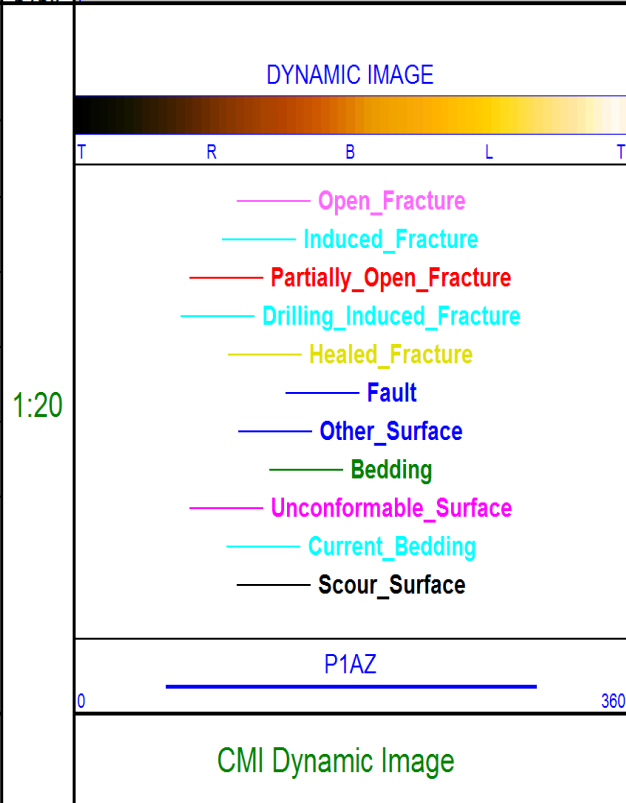 DYNAMIC IMAGE
T R B L T
Open_Fracture
Induced_Fracture
Partially_Open_Fracture
Drilling_Induced_Fracture
Healed_Fracture
1:20
Fault
Other_Surface
Bedding
Unconformable_Surface
Current_Bedding
Scour_Surface
P1AZ
0 360
CMI Dynamic Image